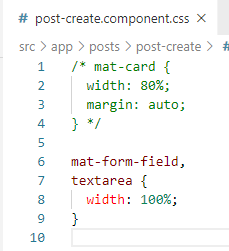 # post-create.component.css ×
src > app > posts > post-create >
1 /* mat-card {
2 width: 80%;
3 margin: auto;
4 } */
5
6 mat-form-field,
7 textarea {
8 width: 100%;
9 }
10